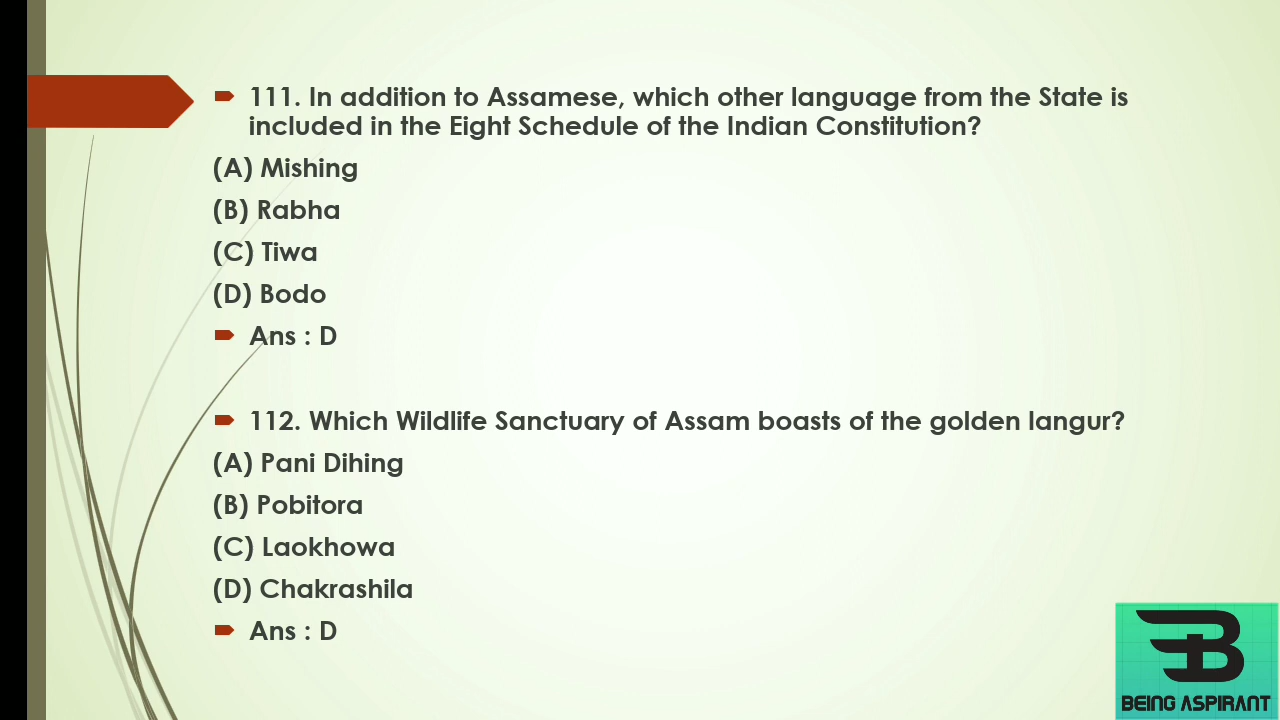 111. In addition to Assamese, which other language from the State is
included in the Eight Schedule of the Indian Constitution?
(A) Mishing
(B) Rabha
(C) Tiwa
(D) Bodo
Ans : D
112. Which Wildlife Sanctuary of Assam boasts of the golden langur?
(A) Pani Dihing
(B) Pobitora
(C) Laokhowa
(D) Chakrashila
Ans : D
BEING ASPIRANT